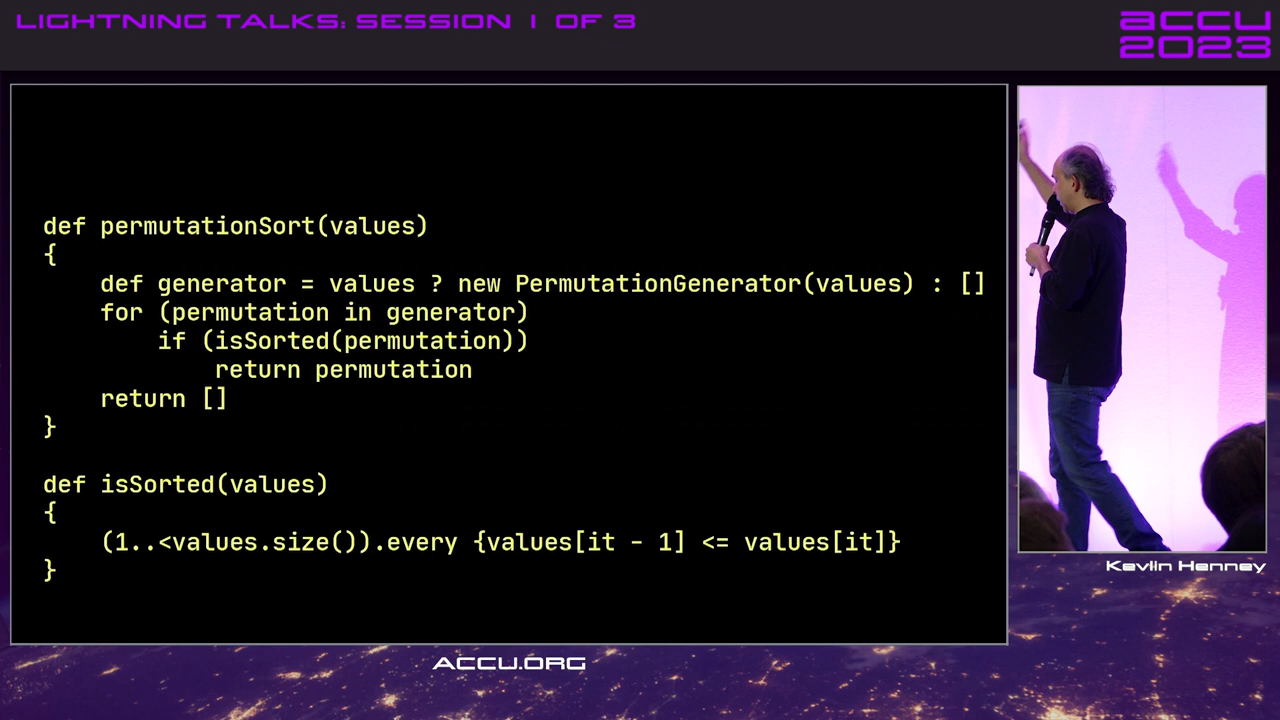 LIGHTNING TALKS: SESSION 1 OF 3
accu
2023
def permutationSort(values)
{
    def generator = values ? new PermutationGenerator(values) : []
    for (permutation in generator)
        if (isSorted(permutation))
            return permutation
    return []
}
def isSorted(values)
{
    (1..<values.size()).every {values[it - 1] <= values[it]}
}
Kevlin Henney
ACCU.ORG